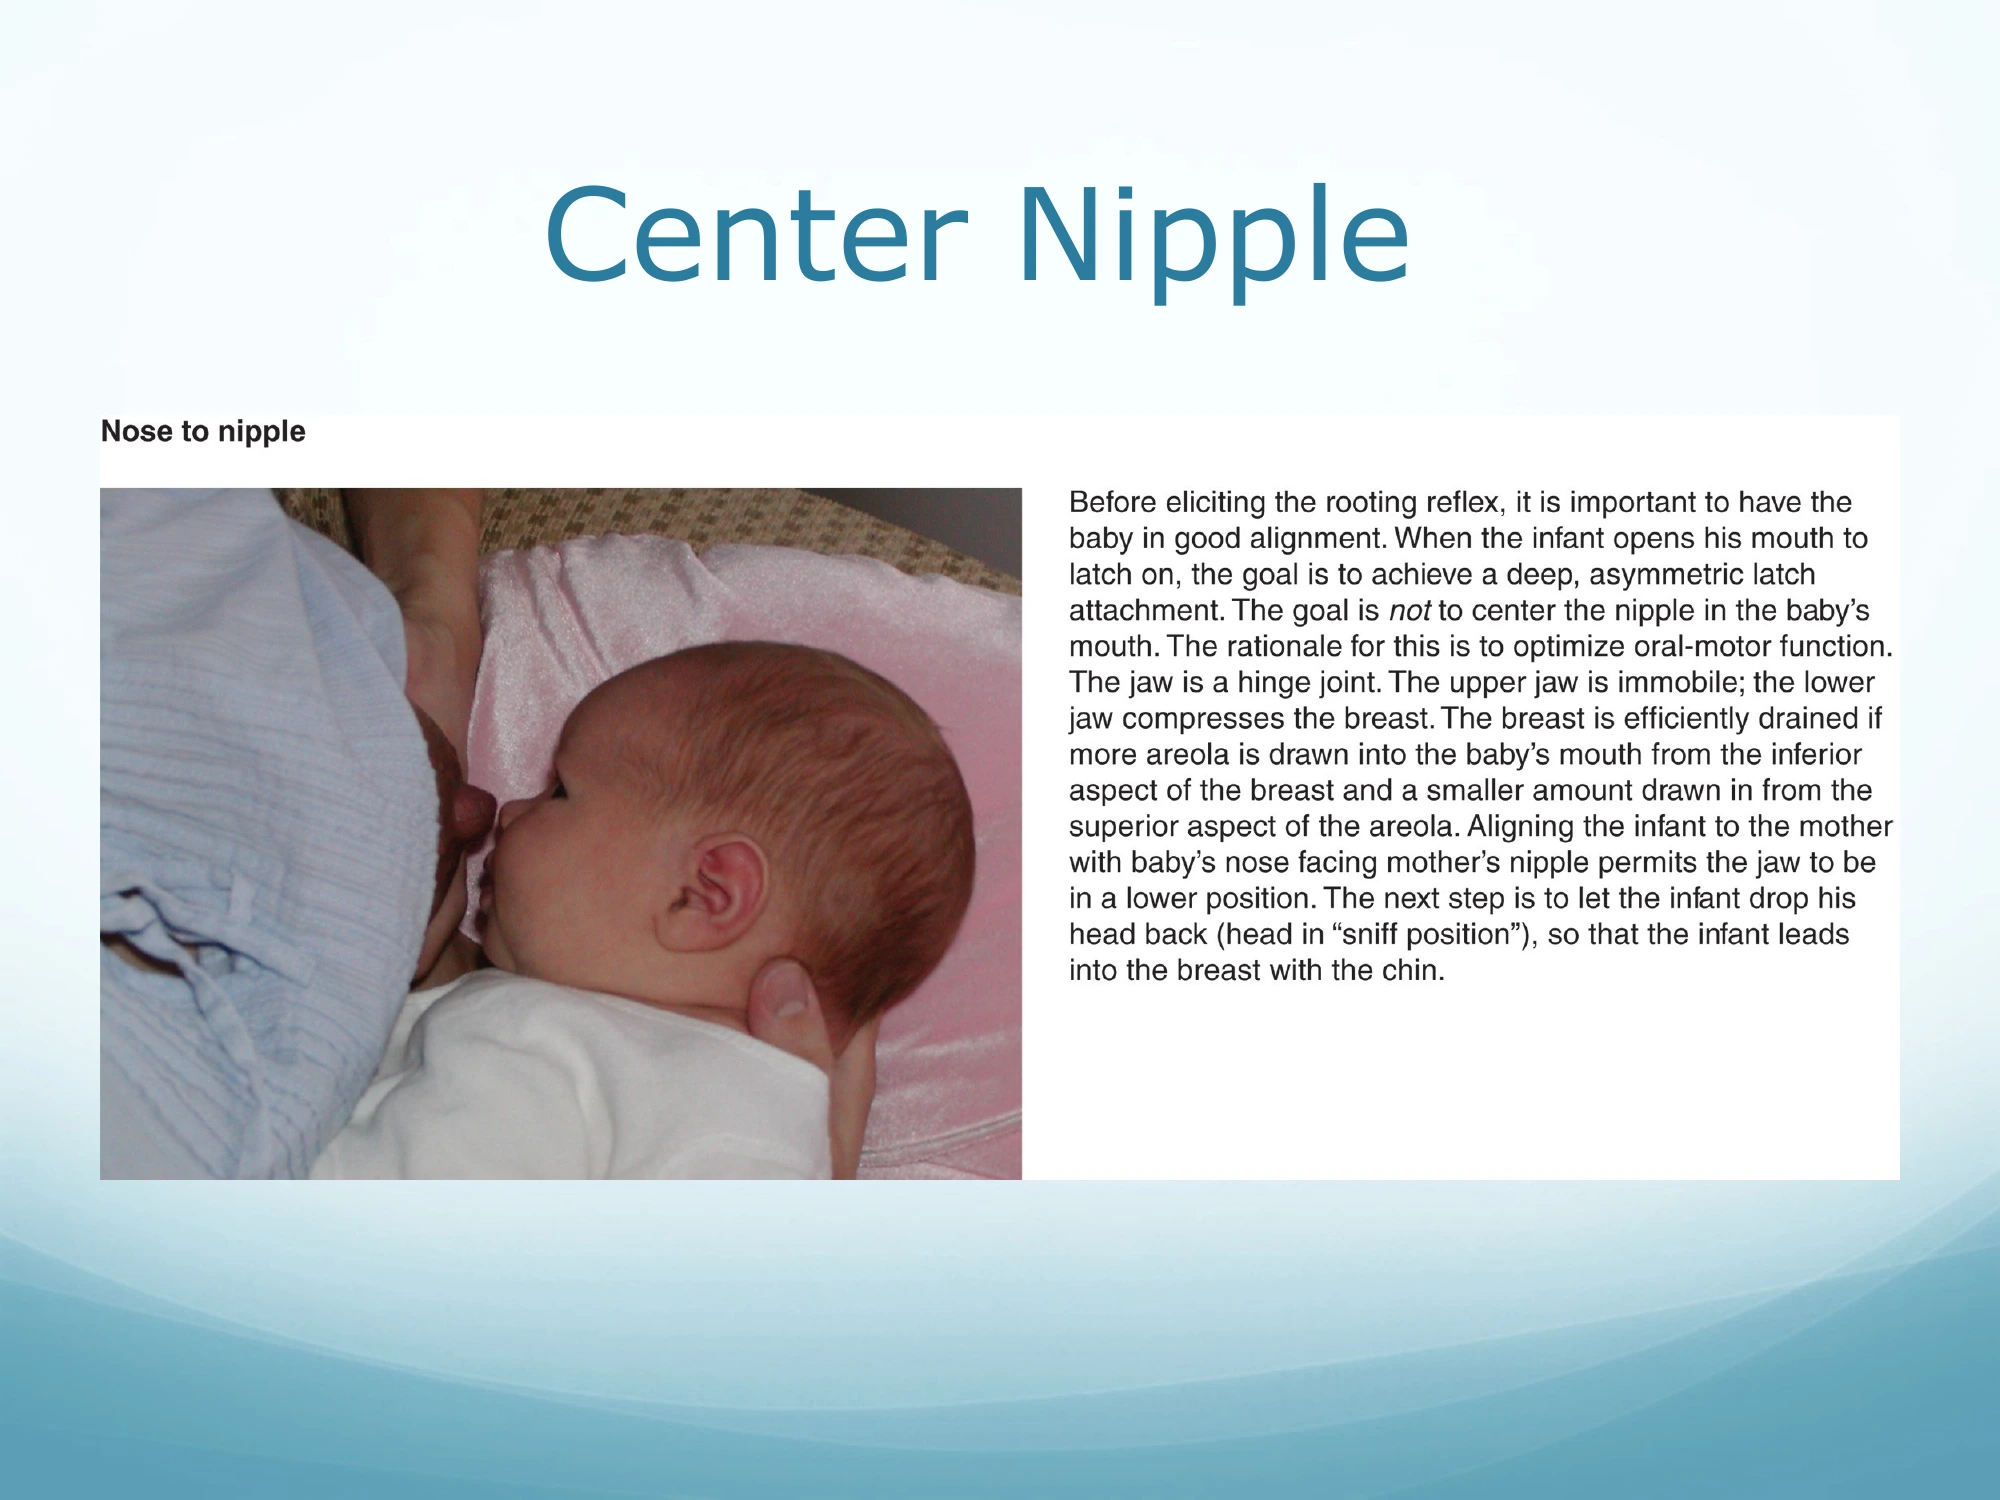 Center Nipple
Nose to nipple
Before eliciting the rooting reflex, it is important to have the
baby in good alignment. When the infant opens his mouth to
latch on, the goal is to achieve a deep, asymmetric latch
attachment. The goal is not to center the nipple in the baby’s
mouth. The rationale for this is to optimize oral-motor function.
The jaw is a hinge joint. The upper jaw is immobile; the lower
jaw compresses the breast. The breast is efficiently drained if
more areola is drawn into the baby’s mouth from the inferior
aspect of the breast and a smaller amount drawn in from the
superior aspect of the areola. Aligning the infant to the mother
with baby’s nose facing mother’s nipple permits the jaw to be
in a lower position. The next step is to let the infant drop his
head back (head in “sniff position”), so that the infant leads
into the breast with the chin.